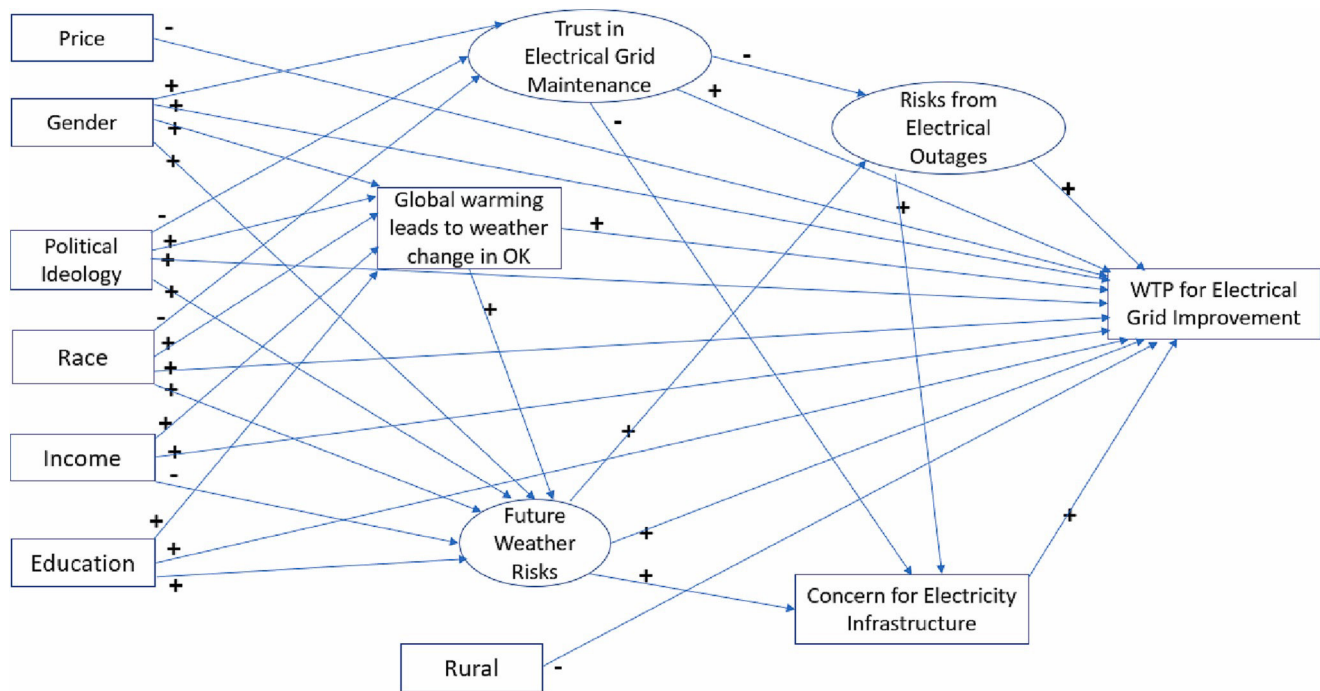 Price
-
Trust in
Electrical Grid
Maintenance
-
+
-
Gender
+
+
+
+
Risks from
Electrical
Outages
+
+
Global warming
leads to weather
change in OK
+
+
Political
Ideology
-
+
+
+
WTP for Electrical
Grid Improvement
Race
-
+
+
+
Income
+
+
-
Education
+
+
+
Future
Weather
Risks
+
+
+
Concern for Electricity
Infrastructure
+
Rural
-